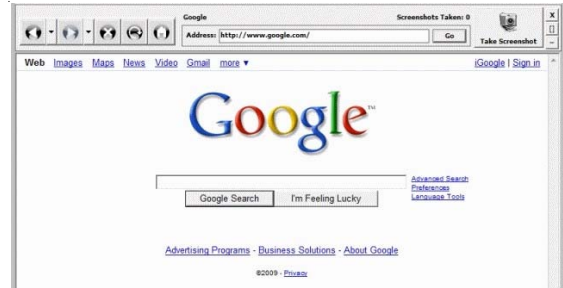 Google Screenshots Taken: 0
Address: http://www.google.com/ Go Take Screenshot
Web Images Maps News Video Gmail more ▼ iGoogle | Sign in
Google™
Advanced Search
Preferences
Language Tools
Google Search I'm Feeling Lucky
Advertising Programs - Business Solutions - About Google
©2009 - Privacy